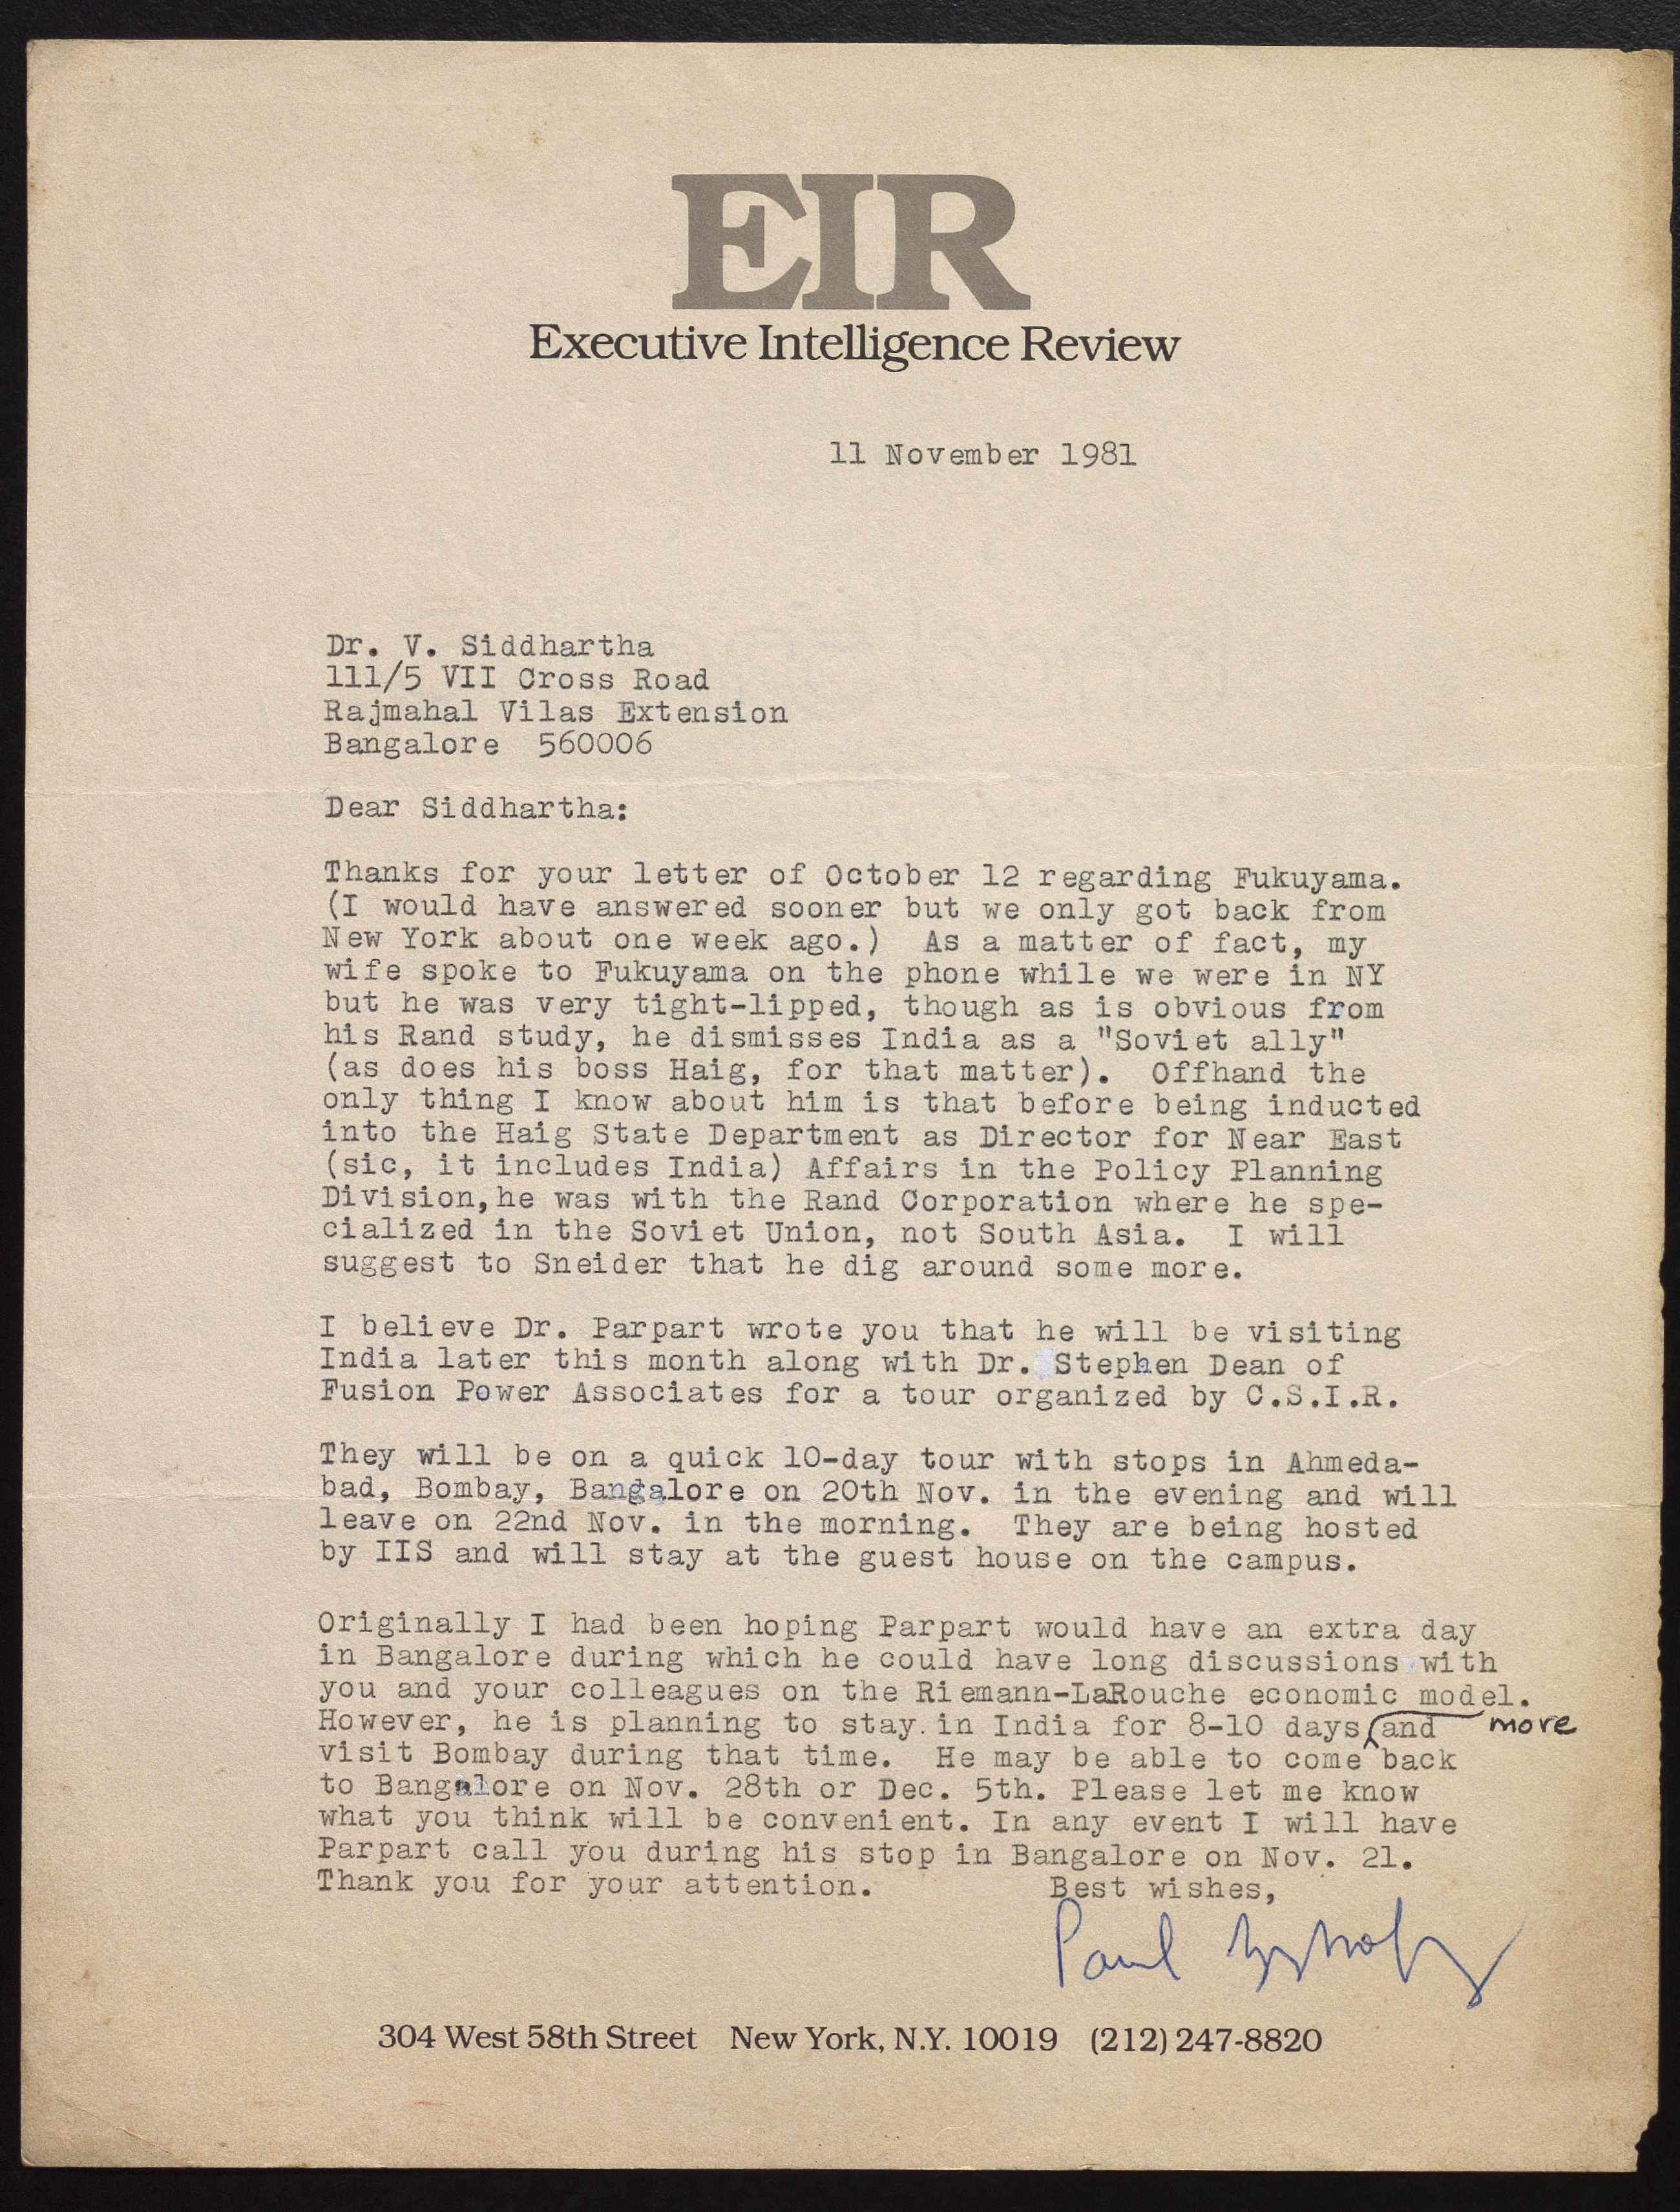 EIR
Executive Intelligence Review
11 November 1981
Dr. V. Siddhartha
111/5 VII Cross Road
Rajmahal Vilas Extension
Bangalore 560006
Dear Siddhartha:
Thanks for your letter of October 12 regarding Fukuyama.
(I would have answered sooner but we only got back from
New York about one week ago.) As a matter of fact, my
wife spoke to Fukuyama on the phone while we were in NY
but he was very tight-lipped, though as is obvious from
his Rand study, he dismisses India as a "Soviet ally"
(as does his boss Haig, for that matter). Offhand the
only thing I know about him is that before being inducted
into the Haig State Department as Director for Near East
(sic, it includes India) Affairs in the Policy Planning
Division, he was with the Rand Corporation where he spe-
cialized in the Soviet Union, not South Asia. I will
suggest to Sneider that he dig around some more.
I believe Dr. Parpart wrote you that he will be visiting
India later this month along with Dr. Stephen Dean of
Fusion Power Associates for a tour organized by C.S.I.R.
They will be on a quick 10-day tour with stops in Ahmeda-
bad, Bombay, Bangalore on 20th Nov. in the evening and will
leave on 22nd Nov. in the morning. They are being hosted
by IIS and will stay at the guest house on the campus.
Originally I had been hoping Parpart would have an extra day
in Bangalore during which he could have long discussions with
you and your colleagues on the Riemann-LaRouche economic model.
However, he is planning to stay in India for 8-10 days more and
visit Bombay during that time. He may be able to come back
to Bangalore on Nov. 28th or Dec. 5th. Please let me know
what you think will be convenient. In any event I will have
Parpart call you during his stop in Bangalore on Nov. 21.
Thank you for your attention. Best wishes,
Paul
304 West 58th Street New York, N.Y. 10019 (212) 247-8820